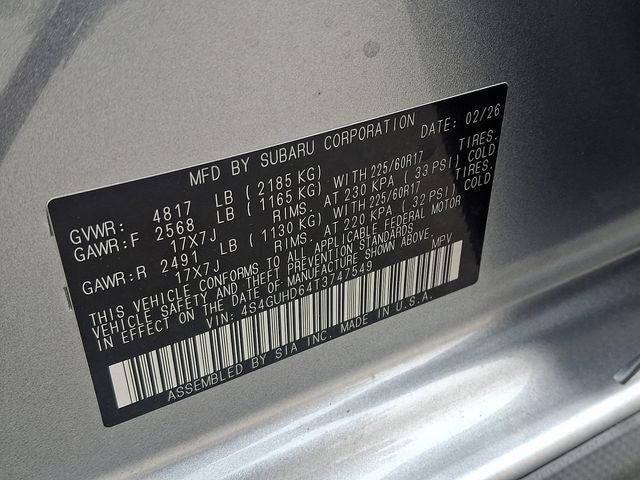 MFD BY SUBARU CORPORATION DATE: 02/26
GVWR: 4817 LB ( 2185 KG)
GAWR:F 2568 LB ( 1165 KG) WITH 225/60R17 TIRES.
17X7J RIMS. AT 230 KPA ( 33 PSI) COLD
GAWR:R 2491 LB ( 1130 KG) WITH 225/60R17 TIRES.
17X7J RIMS. AT 220 KPA ( 32 PSI) COLD.
THIS VEHICLE CONFORMS TO ALL APPLICABLE FEDERAL MOTOR
VEHICLE SAFETY AND THEFT PREVENTION STANDARDS
IN EFFECT ON THE DATE OF MANUFACTURE SHOWN ABOVE.
VIN: 4S4GUHD64T3747549 MPV
ASSEMBLED BY SIA INC. MADE IN U.S.A.